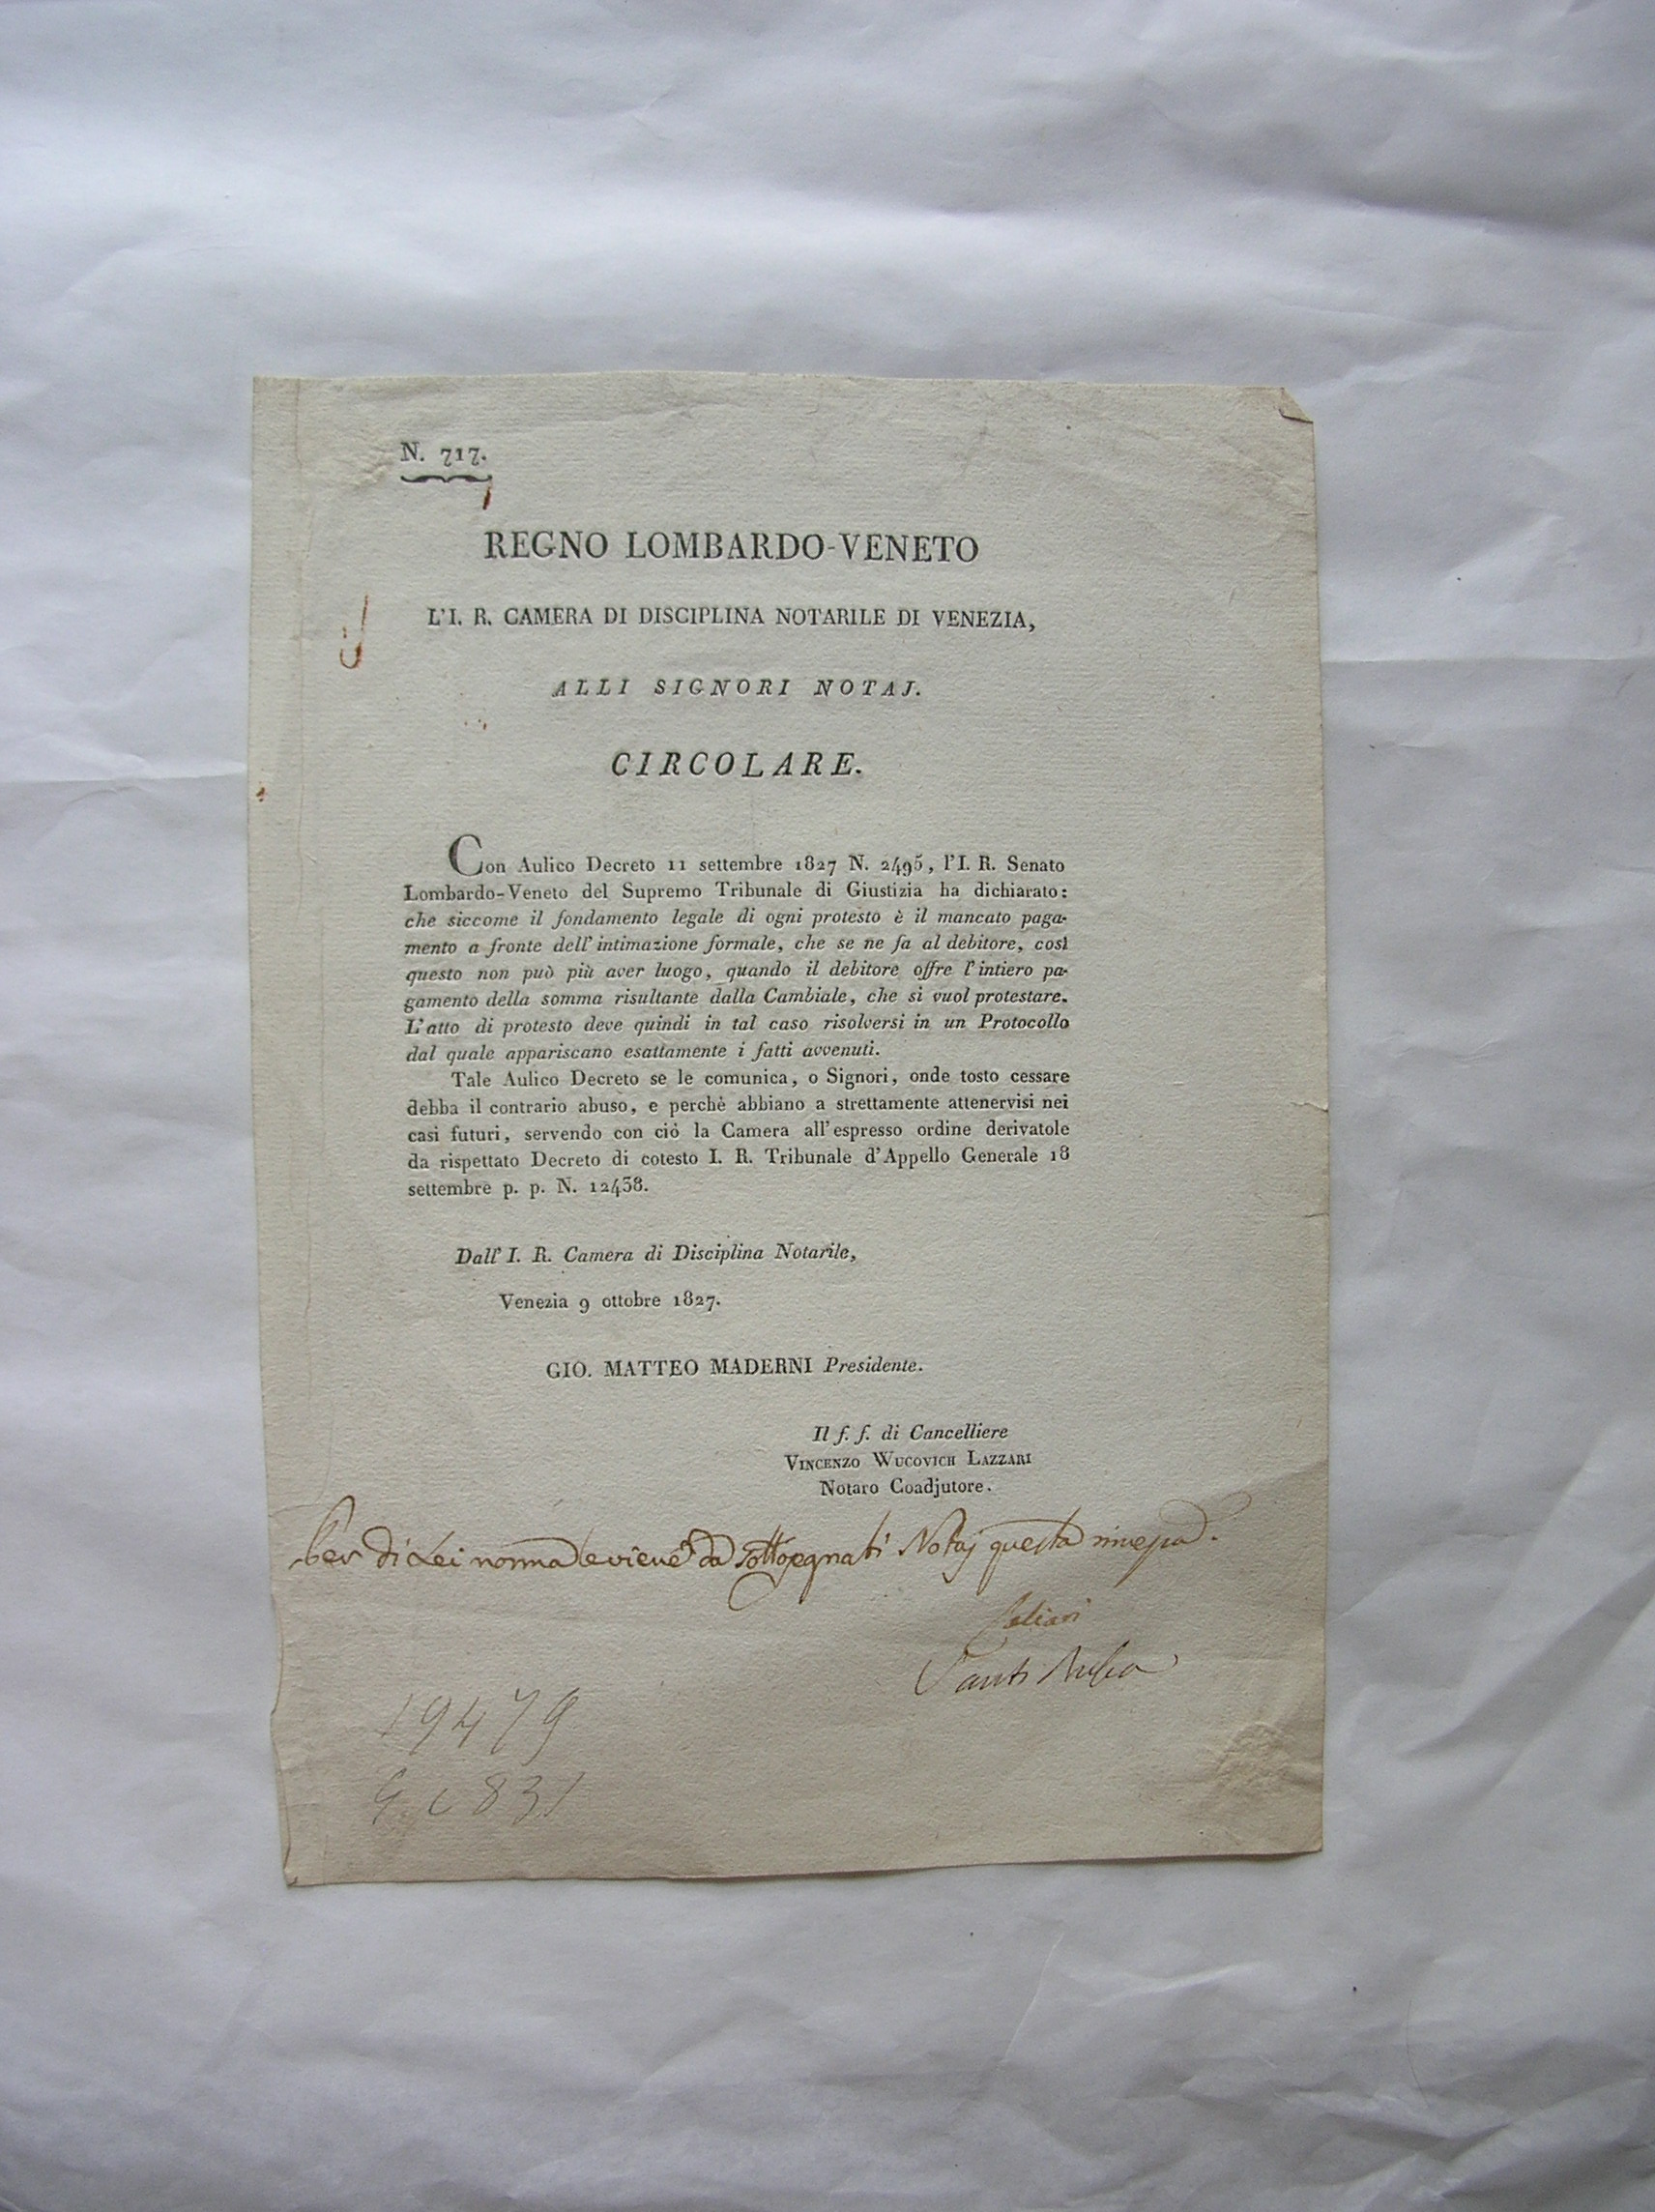 N. 717.
REGNO LOMBARDO-VENETO
L'I. R. CAMERA DI DISCIPLINA NOTARILE DI VENEZIA,
ALLI SIGNORI NOTAJ.
CIRCOLARE.
Con Aulico Decreto 11 settembre 1827 N. 2495, l'I. R. Senato
Lombardo-Veneto del Supremo Tribunale di Giustizia ha dichiarato:
che siccome il fondamento legale di ogni protesto è il mancato paga-
mento a fronte dell'intimazione formale, che se ne fa al debitore, così
questo non può più aver luogo, quando il debitore offre l'intiero pa-
gamento della somma risultante dalla Cambiale, che si vuol protestare.
L'atto di protesto deve quindi in tal caso risolversi in un Protocollo
dal quale appariscano esattamente i fatti avvenuti.
Tale Aulico Decreto se le comunica, o Signori, onde tosto cessare
debba il contrario abuso, e perchè abbiano a strettamente attenervisi nei
casi futuri, servendo con ciò la Camera all'espresso ordine derivatole
da rispettato Decreto di cotesto I. R. Tribunale d'Appello Generale 18
settembre p. p. N. 12438.
Dall'I. R. Camera di Disciplina Notarile,
Venezia 9 ottobre 1827.
GIO. MATTEO MADERNI Presidente.
Il f. f. di Cancelliere
VINCENZO WUCOVICH LAZZARI
Notaro Coadjutore.
Per di Lei norma le viene da Notaj questa
19479
831